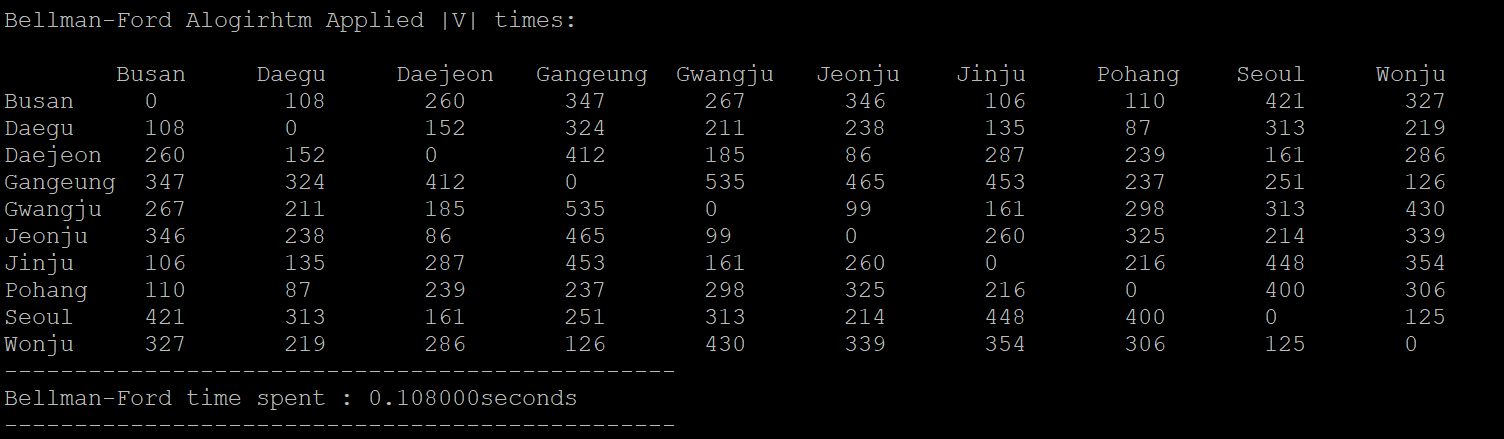 Bellman-Ford Alogirhtm Applied |V| times:
Busan Daegu Daejeon Gangeung Gwangju Jeonju Jinju Pohang Seoul Wonju
Busan 0 108 260 347 267 346 106 110 421 327
Daegu 108 0 152 324 211 238 135 87 313 219
Daejeon 260 152 0 412 185 86 287 239 161 286
Gangeung 347 324 412 0 535 465 453 237 251 126
Gwangju 267 211 185 535 0 99 161 298 313 430
Jeonju 346 238 86 465 99 0 260 325 214 339
Jinju 106 135 287 453 161 260 0 216 448 354
Pohang 110 87 239 237 298 325 216 0 400 306
Seoul 421 313 161 251 313 214 448 400 0 125
Wonju 327 219 286 126 430 339 354 306 125 0
------------------------------------------------
Bellman-Ford time spent : 0.108000seconds
------------------------------------------------